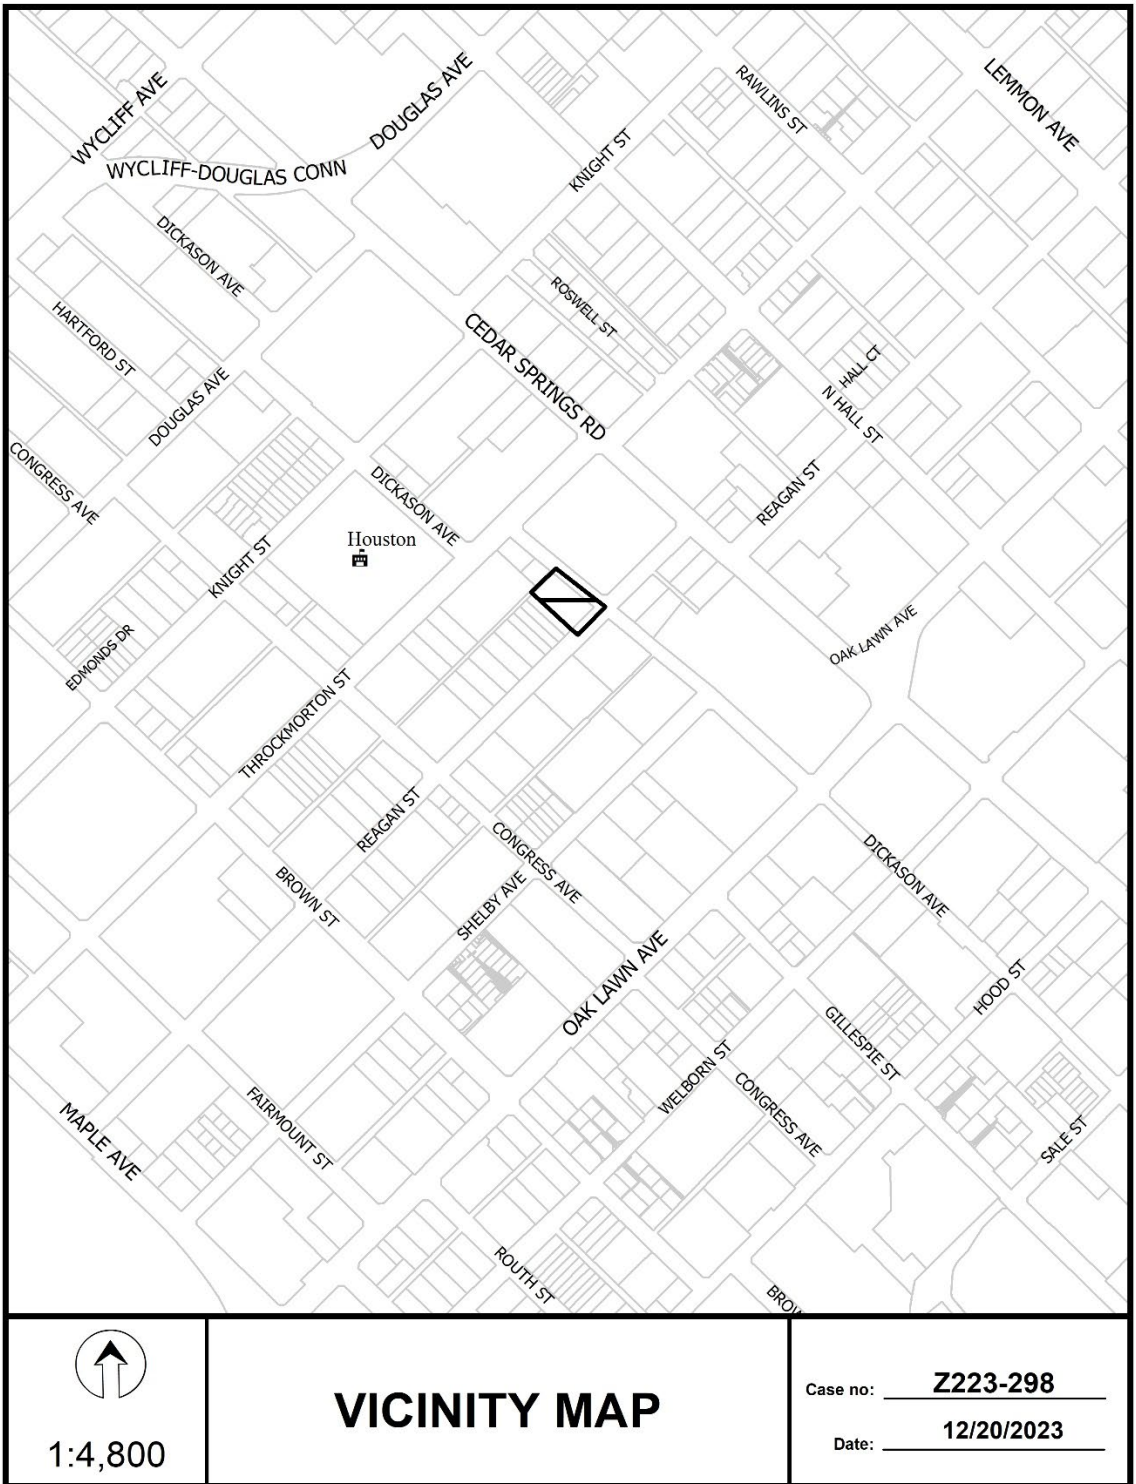 LEMMON AVE
RAWLINS ST
DOUGLAS AVE
WYCLIFF AVE
KNIGHT ST
WYCLIFF-DOUGLAS CONN
DICKASON AVE
ROSWELL ST
HARTFORD ST
CEDAR SPRINGS RD
HALL CT
DOUGLAS AVE
N HALL ST
CONGRESS AVE
DICKASON AVE
REAGAN ST
Houston
KNIGHT ST
OAK LAWN AVE
EDMONDS DR
THROCKMORTON ST
REAGAN ST
CONGRESS AVE
DICKASON AVE
BROWN ST
SHELBY AVE
OAK LAWN AVE
HOOD ST
GILLESPIE ST
WELBORN ST
CONGRESS AVE
FAIRMOUNT ST
MAPLE AVE
SALE ST
ROUTH ST
1:4,800
VICINITY MAP
Case no: Z223-298
Date: 12/20/2023